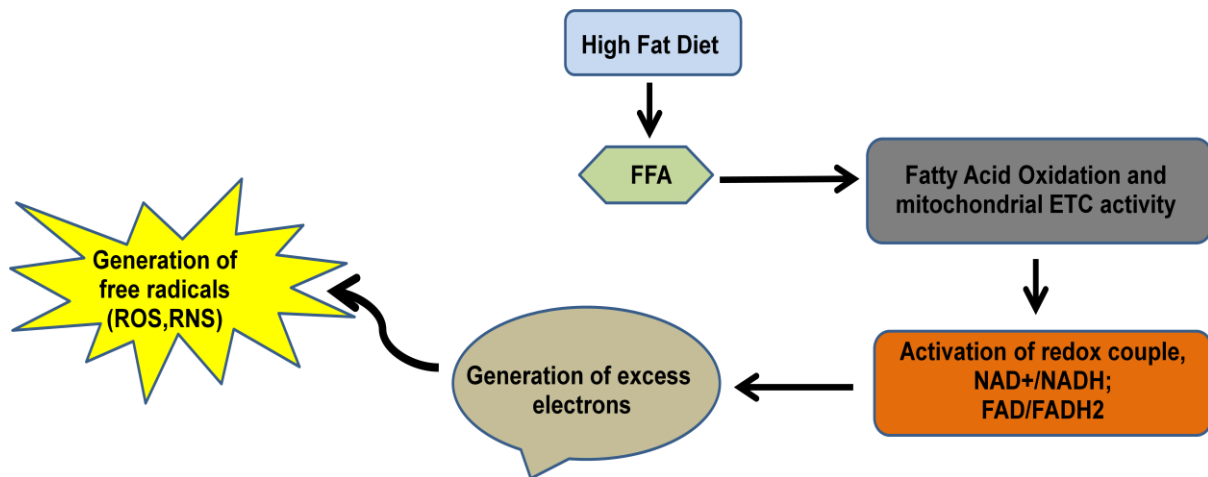 High Fat Diet
FFA
Fatty Acid Oxidation and
mitochondrial ETC activity
Activation of redox couple,
NAD+/NADH;
FAD/FADH2
Generation of excess
electrons
Generation of
free radicals
(ROS,RNS)